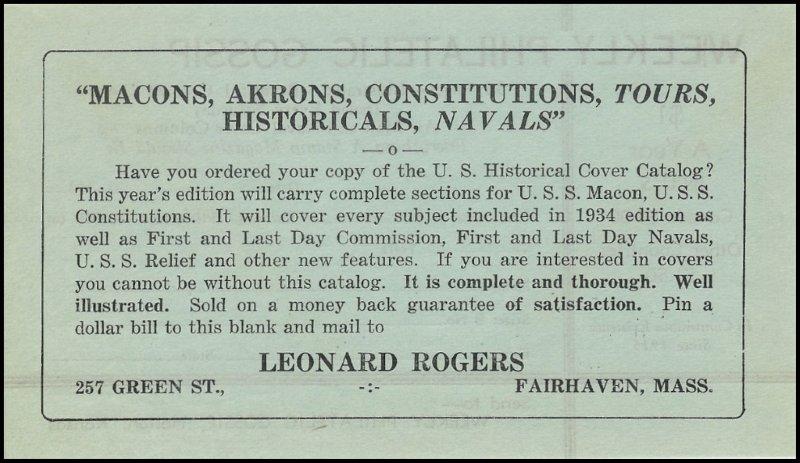 "MACONS, AKRONS, CONSTITUTIONS, TOURS,
HISTORICALS, NAVALS"
—o—
Have you ordered your copy of the U. S. Historical Cover Catalog?
This year's edition will carry complete sections for U. S. S. Macon, U. S. S.
Constitutions. It will cover every subject included in 1934 edition as
well as First and Last Day Commission, First and Last Day Navals,
U. S. S. Relief and other new features. If you are interested in covers
you cannot be without this catalog. It is complete and thorough. Well
illustrated. Sold on a money back guarantee of satisfaction. Pin a
dollar bill to this blank and mail to
LEONARD ROGERS
257 GREEN ST., -:- FAIRHAVEN, MASS.
WEEKLY PHILATELIC GOSSIP